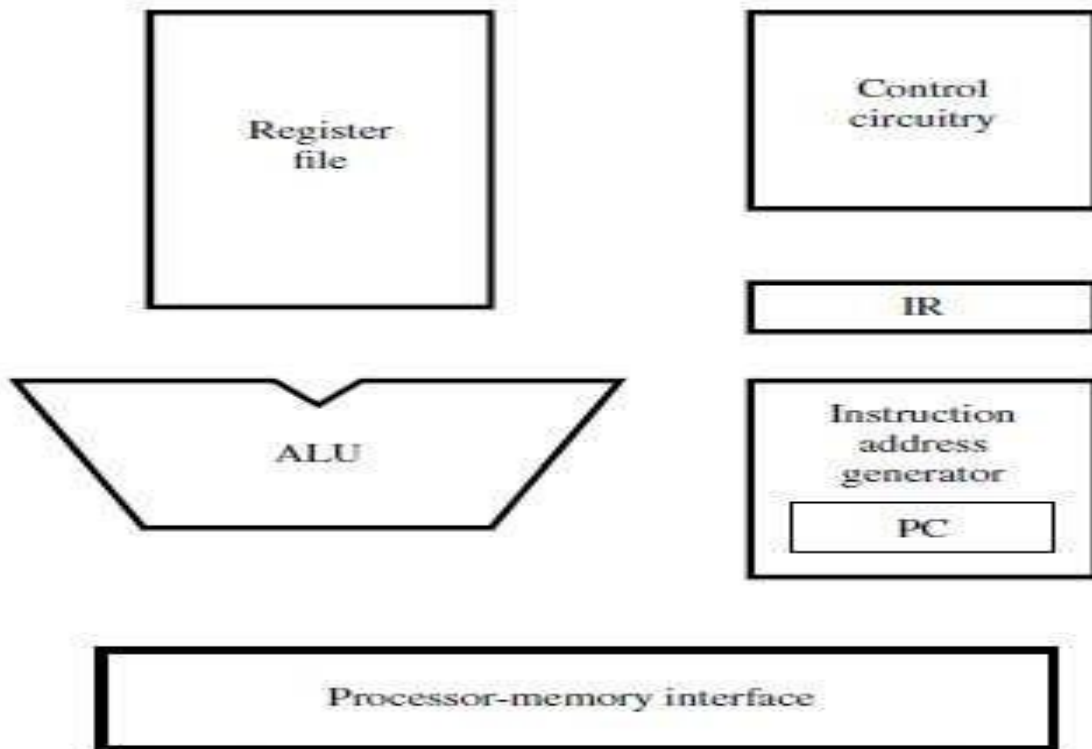 Register
file
Control
circuitry
IR
ALU
Instruction
address
generator
PC
Processor-memory interface